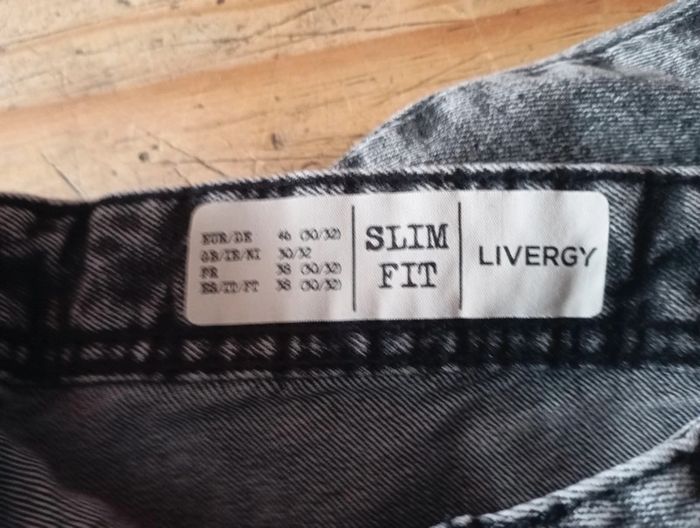 EUR/DE 46 (30/32)
GB/IE/NI 30/32
FR 38 (30/32)
ES/IT/PT 38 (30/32)
SLIM
FIT
LIVERGY